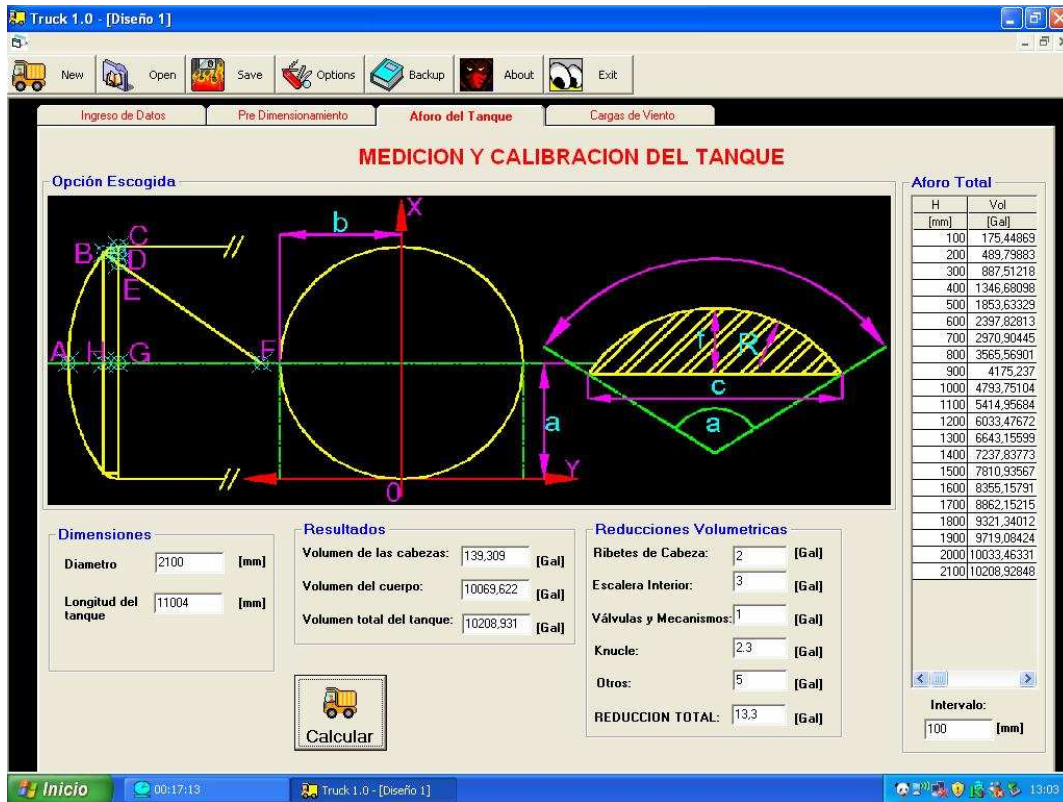 Truck 1.0 - [Diseño 1]
New Open Save Options Backup About Exit
Ingreso de Datos Pre Dimensionamiento Aforo del Tanque Cargas de Viento
MEDICION Y CALIBRACION DEL TANQUE
Opción Escogida
B C D E A H G F
b X a Y 0
f R c a
Aforo Total
H Vol
[mm] [Gal]
100 175,44869
200 489,79883
300 887,51218
400 1346,68098
500 1853,63329
600 2397,82813
700 2970,90445
800 3565,56901
900 4175,237
1000 4793,75104
1100 5414,95684
1200 6033,47672
1300 6643,15599
1400 7237,83773
1500 7810,93567
1600 8355,15791
1700 8862,15215
1800 9321,34012
1900 9719,08424
2000 10033,46331
2100 10208,92848
Intervalo:
100 [mm]
Dimensiones
Diametro 2100 [mm]
Longitud del tanque 11004 [mm]
Resultados
Volumen de las cabezas: 139,309 [Gal]
Volumen del cuerpo: 10069,622 [Gal]
Volumen total del tanque: 10208,931 [Gal]
Calcular
Reducciones Volumetricas
Ribetes de Cabeza: 2 [Gal]
Escalera Interior: 3 [Gal]
Válvulas y Mecanismos: 1 [Gal]
Knucle: 2.3 [Gal]
Otros: 5 [Gal]
REDUCCION TOTAL: 13,3 [Gal]
Inicio 00:17:13 Truck 1.0 - [Diseño 1] 13:03